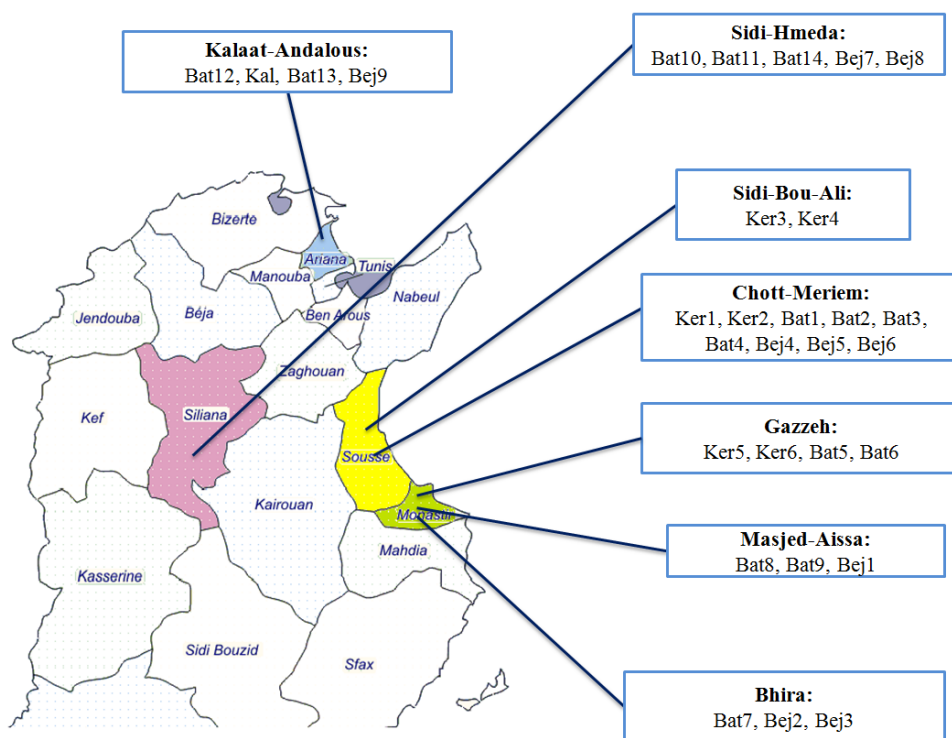 Kalaat-Andalous:
Bat12, Kal, Bat13, Bej9
Sidi-Hmeda:
Bat10, Bat11, Bat14, Bej7, Bej8
Sidi-Bou-Ali:
Ker3, Ker4
Chott-Meriem:
Ker1, Ker2, Bat1, Bat2, Bat3,
Bat4, Bej4, Bej5, Bej6
Gazzeh:
Ker5, Ker6, Bat5, Bat6
Masjed-Aissa:
Bat8, Bat9, Bej1
Bhira:
Bat7, Bej2, Bej3
Bizerte
Ariana
Tunis
Manouba
Nabeul
Ben Arous
Béja
Jendouba
Zaghouan
Siliana
Kef
Sousse
Kairouan
Monastir
Mahdia
Kasserine
Sidi Bouzid
Sfax